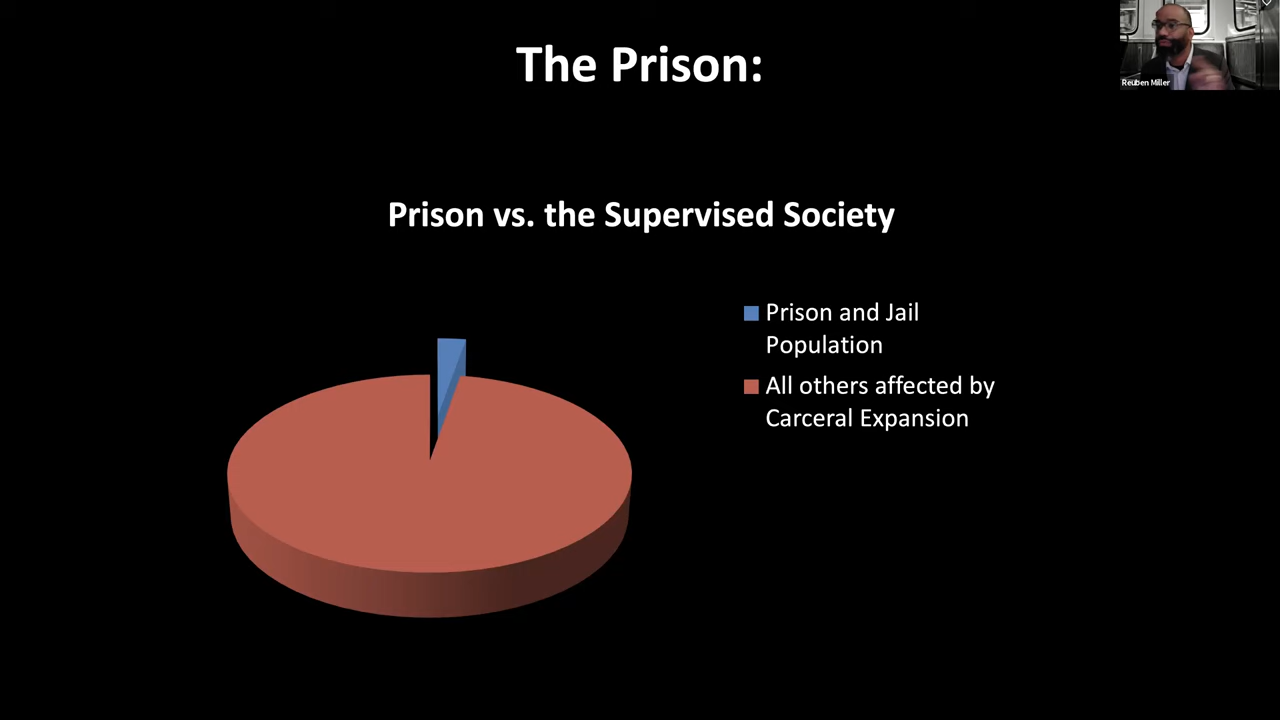 The Prison:
Reuben Miller
Prison vs. the Supervised Society
Prison and Jail
Population
All others affected by
Carceral Expansion